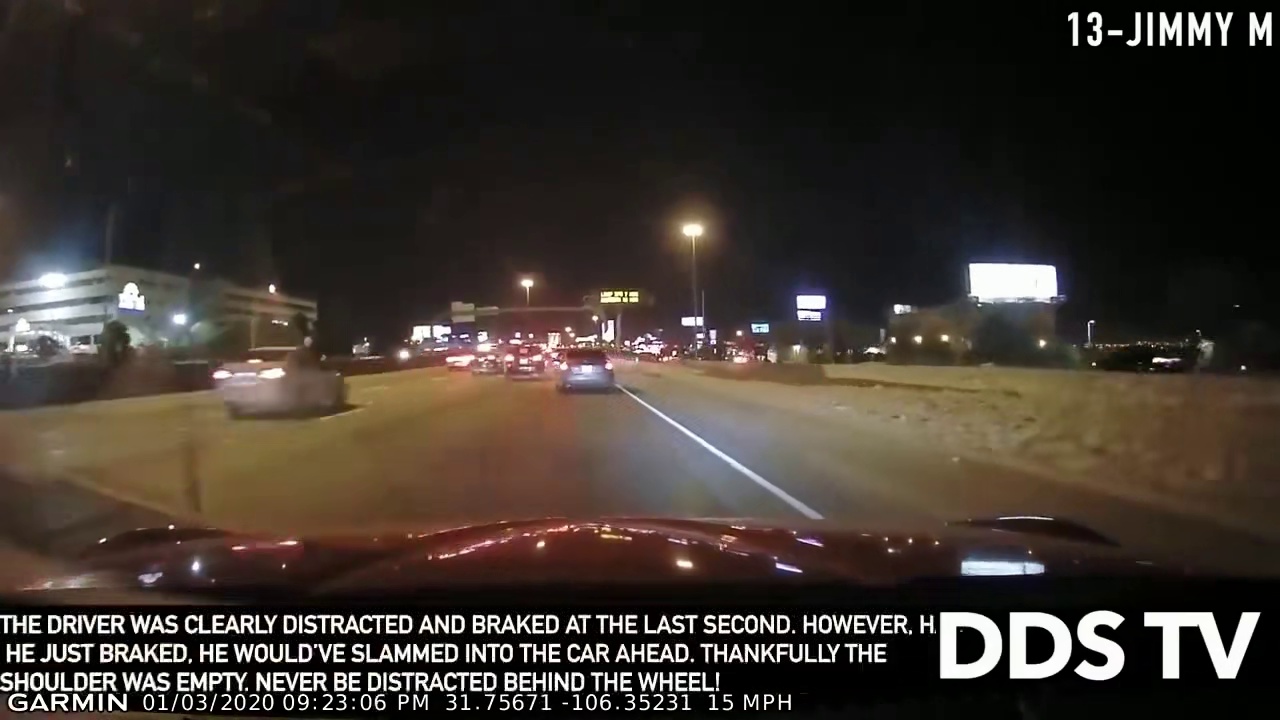 13-JIMMY M
THE DRIVER WAS CLEARLY DISTRACTED AND BRAKED AT THE LAST SECOND. HOWEVER, H
HE JUST BRAKED, HE WOULD'VE SLAMMED INTO THE CAR AHEAD. THANKFULLY THE
SHOULDER WAS EMPTY. NEVER BE DISTRACTED BEHIND THE WHEEL!
DDS TV
GARMIN 01/03/2020 09:23:06 PM 31.75671 -106.35231 15 MPH